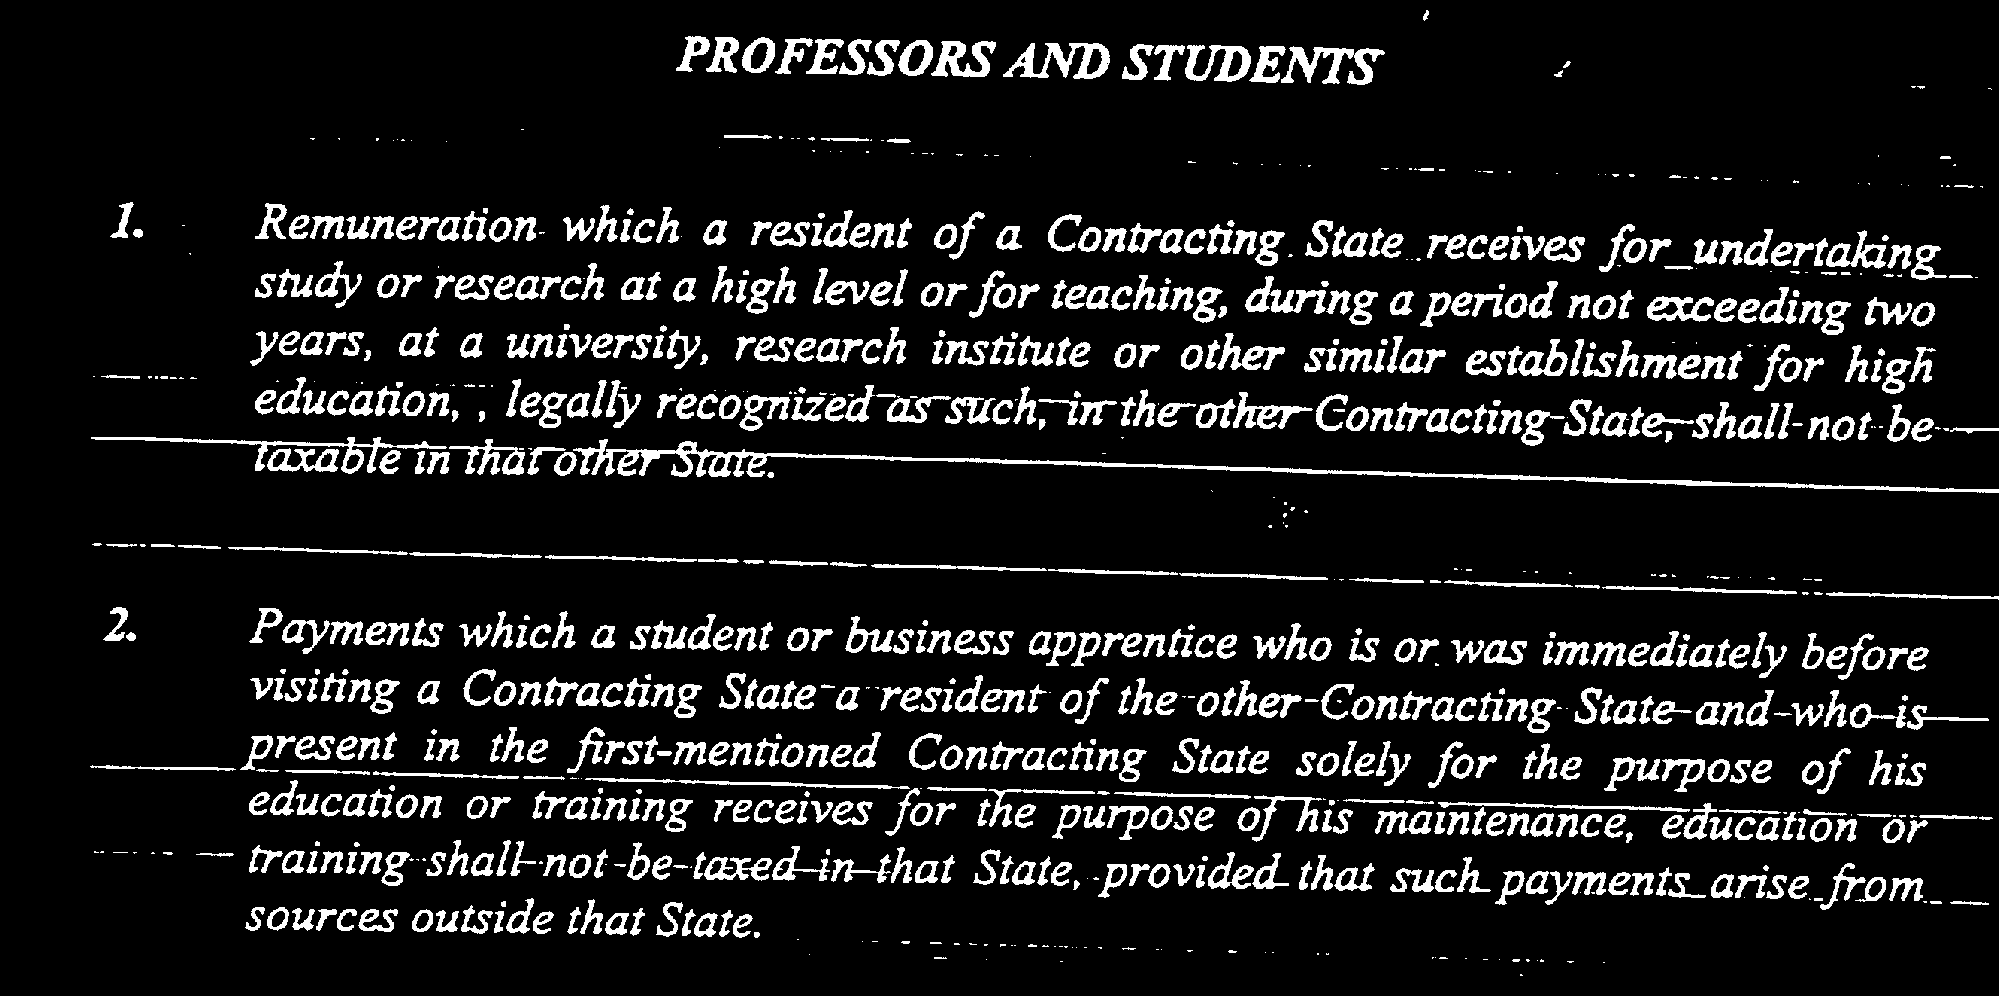 PROFESSORS AND STUDENTS
1. Remuneration which a resident of a Contracting State receives for undertaking
study or research at a high level or for teaching, during a period not exceeding two
years, at a university, research institute or other similar establishment for high
education, , legally recognized as such, in the other Contracting State, shall not be
taxable in that other State.
2. Payments which a student or business apprentice who is or was immediately before
visiting a Contracting State a resident of the other Contracting State and who is
present in the first-mentioned Contracting State solely for the purpose of his
education or training receives for the purpose of his maintenance, education or
training shall not be taxed in that State, provided that such payments arise from
sources outside that State.